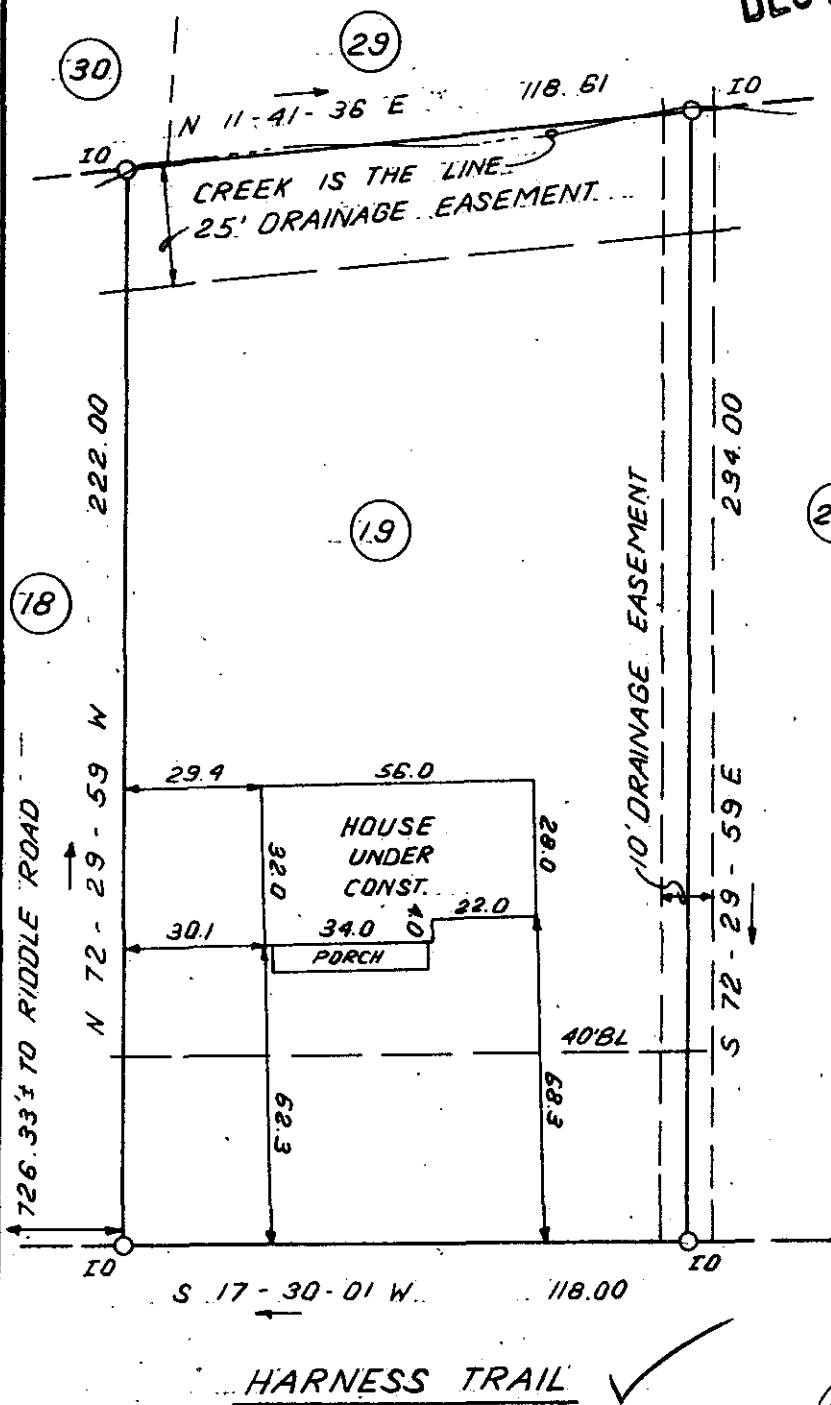 30
29
N 11-41-36 E 118.61
IO
IO
CREEK IS THE LINE
25' DRAINAGE EASEMENT
222.00
294.00
19
18
10' DRAINAGE EASEMENT
N 72-29-59 W
S 72-29-59 E
726.33'± TO RIDDLE ROAD
29.4
56.0
HOUSE
UNDER
CONST.
32.0
28.0
4.0
22.0
30.1
34.0
PORCH
40'BL
62.3
68.3
IO
IO
S 17-30-01 W 118.00
HARNESS TRAIL